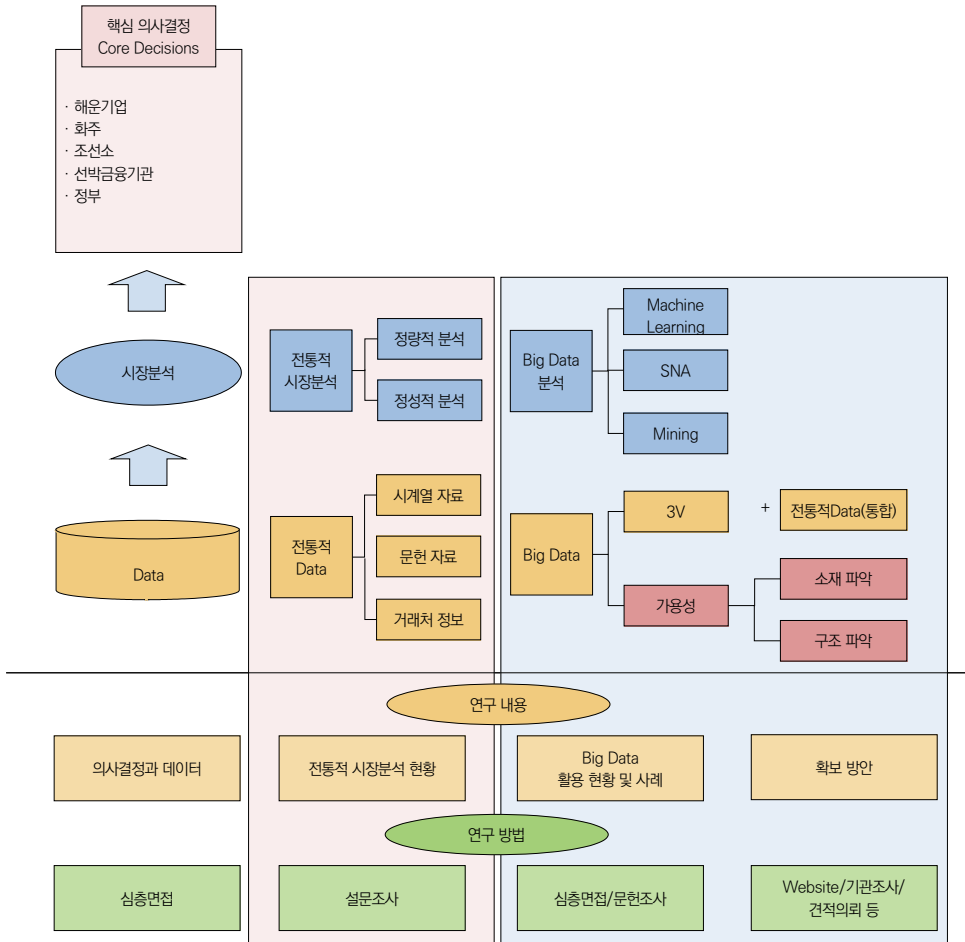 핵심 의사결정
Core Decisions
· 해운기업
· 화주
· 조선소
· 선박금융기관
· 정부
시장분석
전통적
시장분석
정량적 분석
정성적 분석
Big Data
분석
Machine
Learning
SNA
Mining
Data
전통적
Data
시계열 자료
문헌 자료
거래처 정보
Big Data
3V
+
전통적Data(통합)
가용성
소재 파악
구조 파악
연구 내용
의사결정과 데이터
전통적 시장분석 현황
Big Data
활용 현황 및 사례
확보 방안
연구 방법
심층면접
설문조사
심층면접/문헌조사
Website/기관조사/
견적의뢰 등